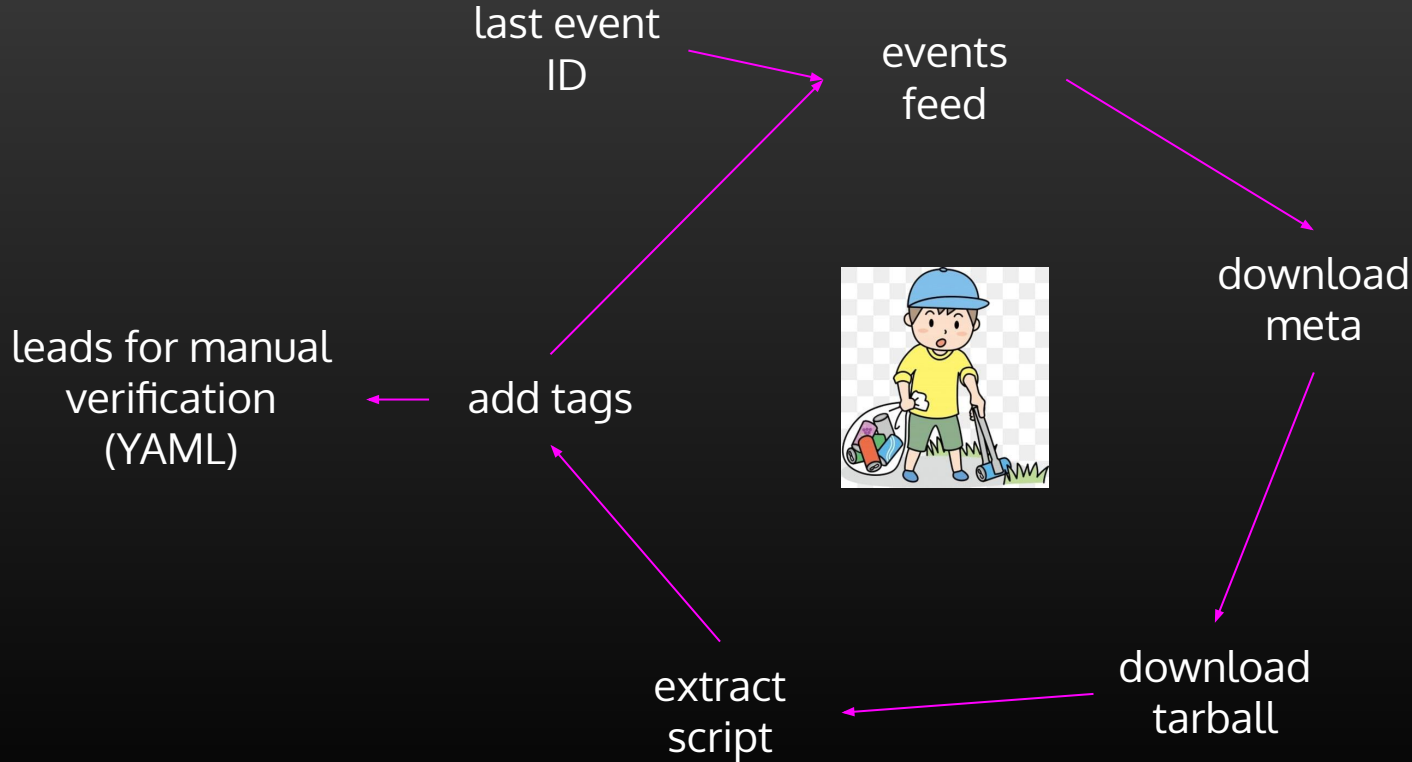 last event
ID
events
feed
download
meta
leads for manual
verification
(YAML)
add tags
download
tarball
extract
script